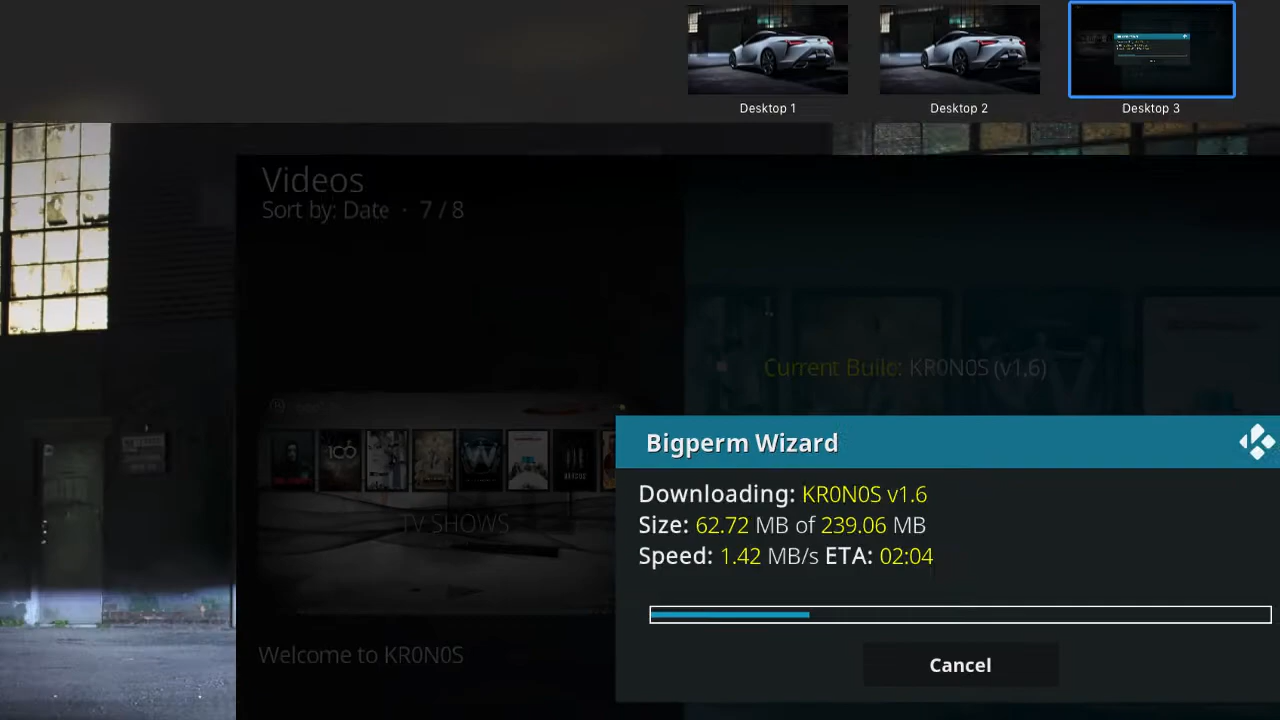 Desktop 1
Desktop 2
Desktop 3
Videos
Sort by: Date · 7 / 8
Current Build: KR0N0S (v1.6)
Bigperm Wizard
Downloading: KR0N0S v1.6
Size: 62.72 MB of 239.06 MB
Speed: 1.42 MB/s ETA: 02:04
100
TV SHOWS
Welcome to KR0N0S
Cancel